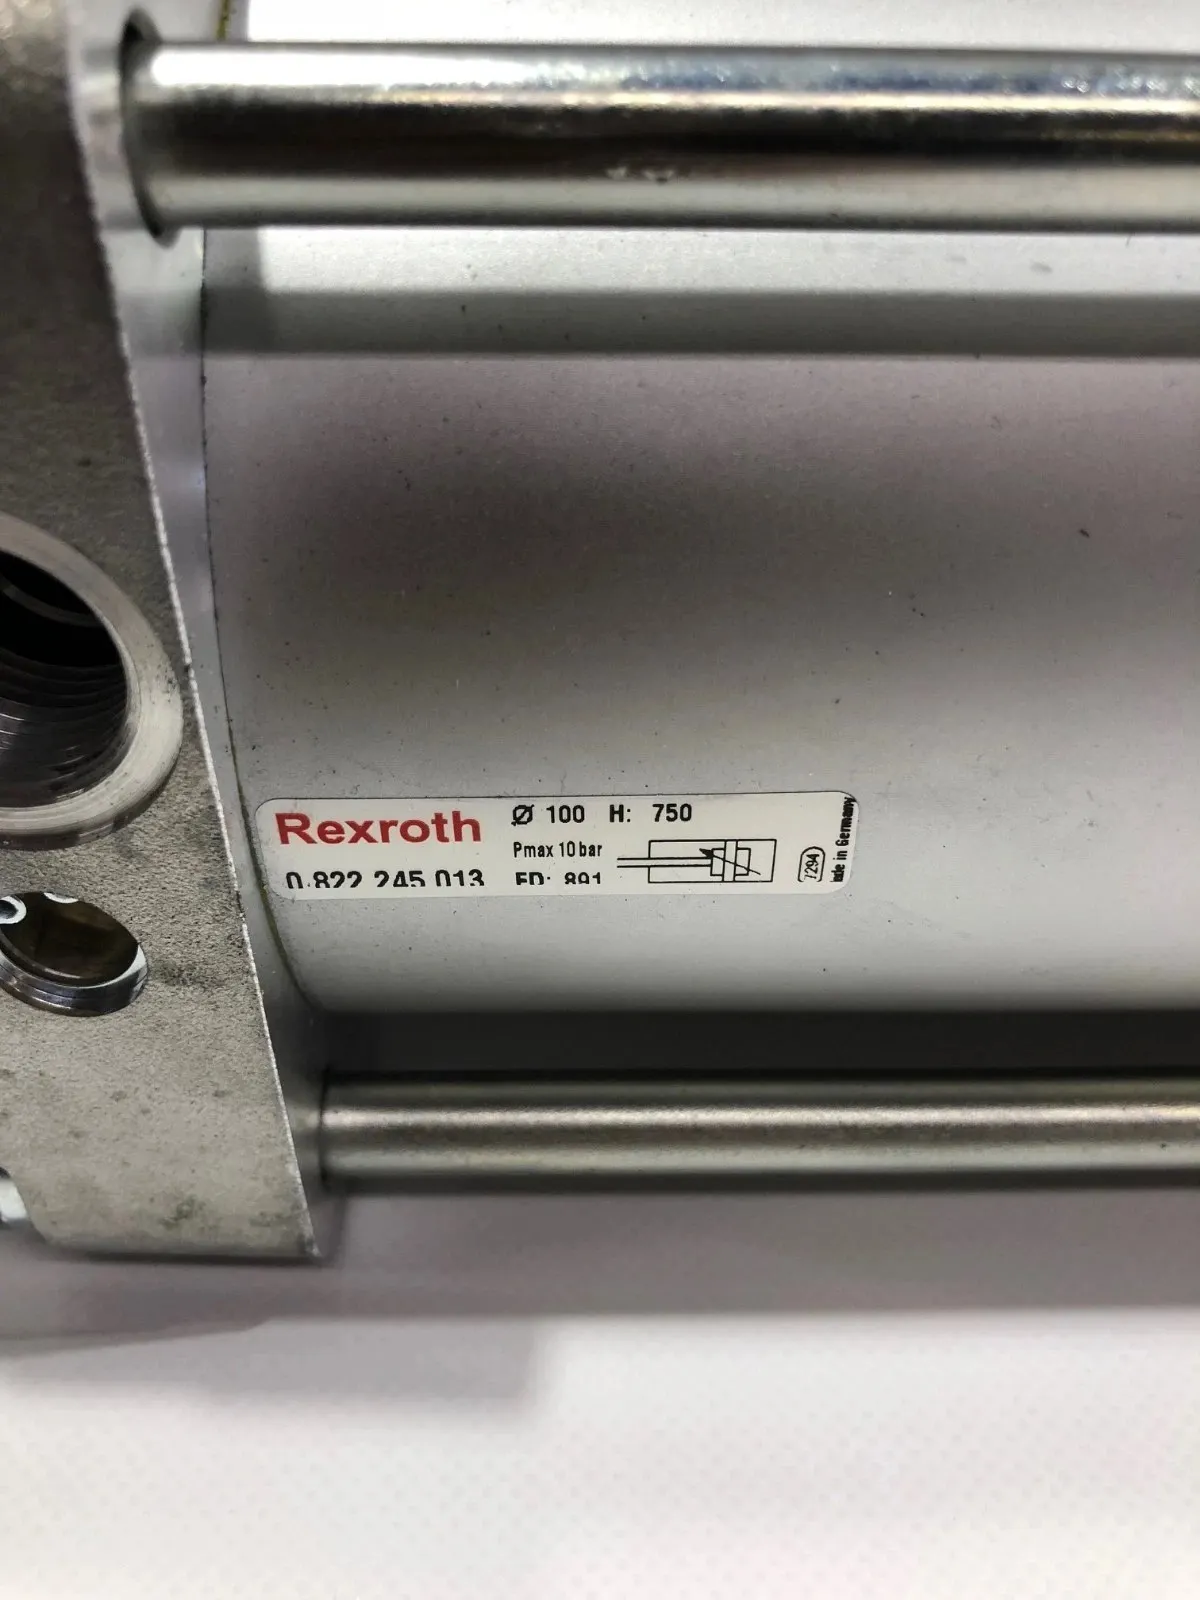 Rexroth
Ø 100 H: 750
Pmax 10 bar
0 822 245 013 FD: 891
7294
ade in Germany